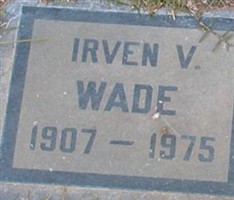 IRVEN V.
WADE
1907 — 1975